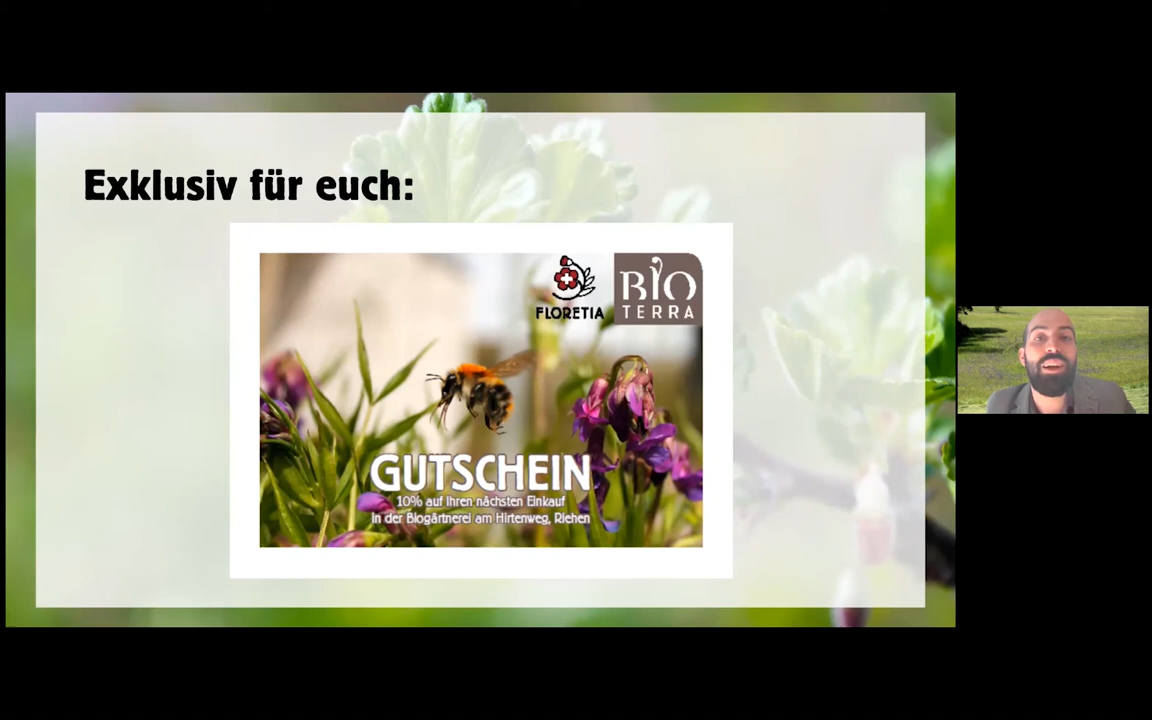 Exklusiv für euch:
FLORETIA
BIO
TERRA
GUTSCHEIN
10% auf Ihren nächsten Einkauf
in der Biogärtnerei am Hirtenweg, Riehen